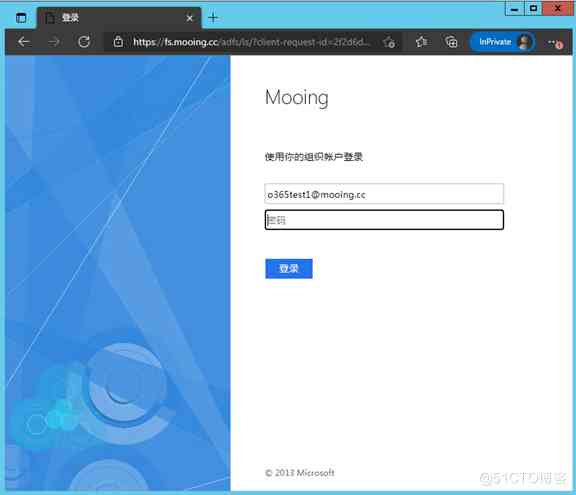 登录
https://fs.mooing.cc/adfs/ls/?client-request-id=2f2d6d...
InPrivate
Mooing
使用你的组织帐户登录
o365test1@mooing.cc
密码
登录
© 2013 Microsoft
@51CTO博客